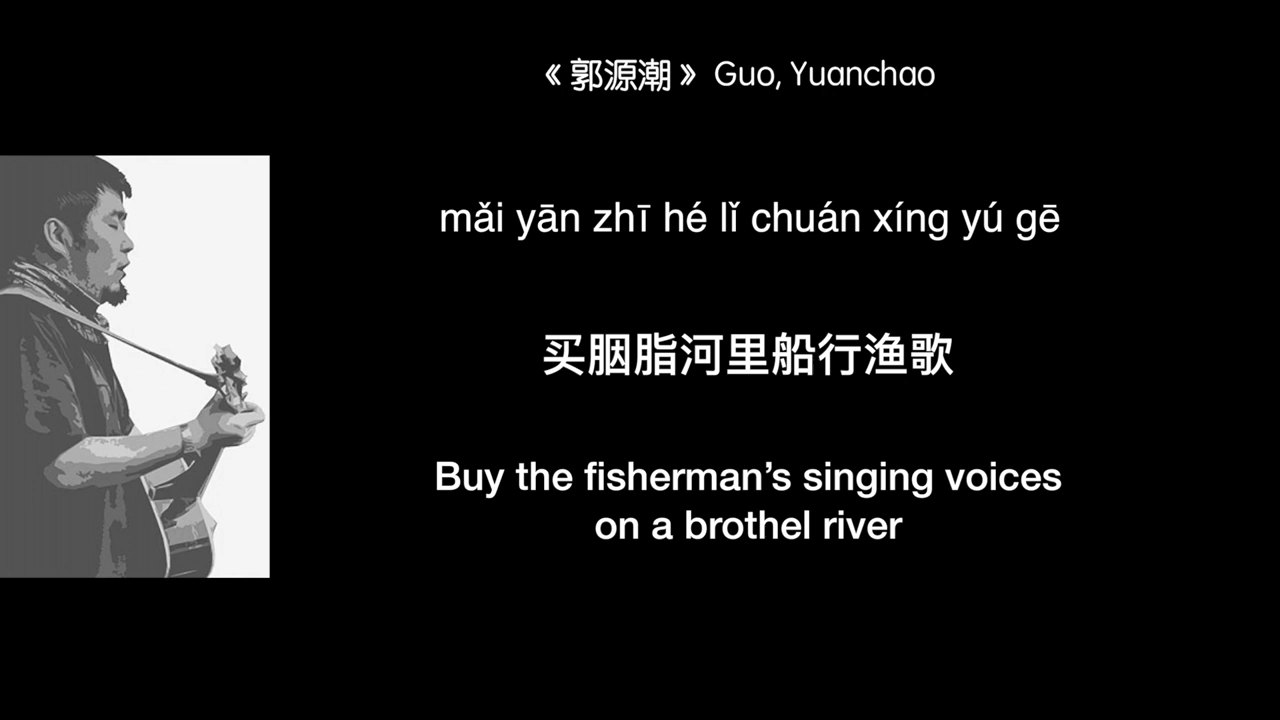 《郭源潮》 Guo, Yuanchao
mǎi yān zhī hé lǐ chuán xíng yú gē
买胭脂河里船行渔歌
Buy the fisherman’s singing voices
on a brothel river